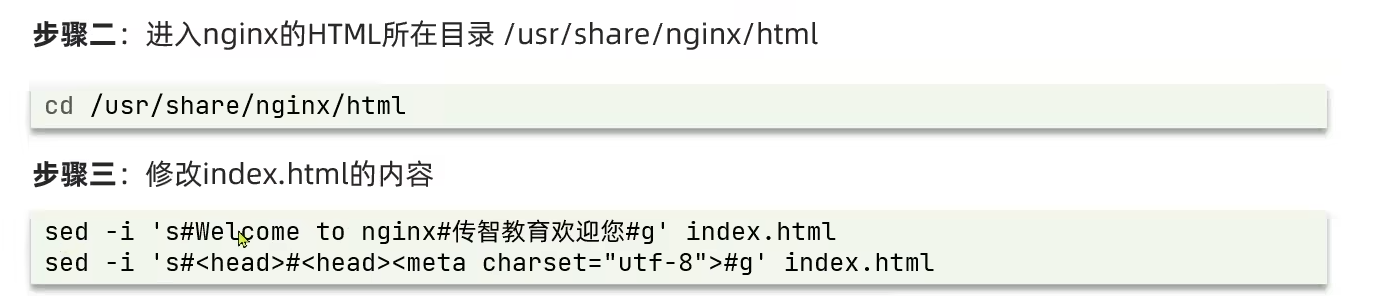 步骤二：进入nginx的HTML所在目录 /usr/share/nginx/html
cd /usr/share/nginx/html
步骤三：修改index.html的内容
sed -i 's#Welcome to nginx#传智教育欢迎您#g' index.html
sed -i 's#<head>#<head><meta charset="utf-8">#g' index.html